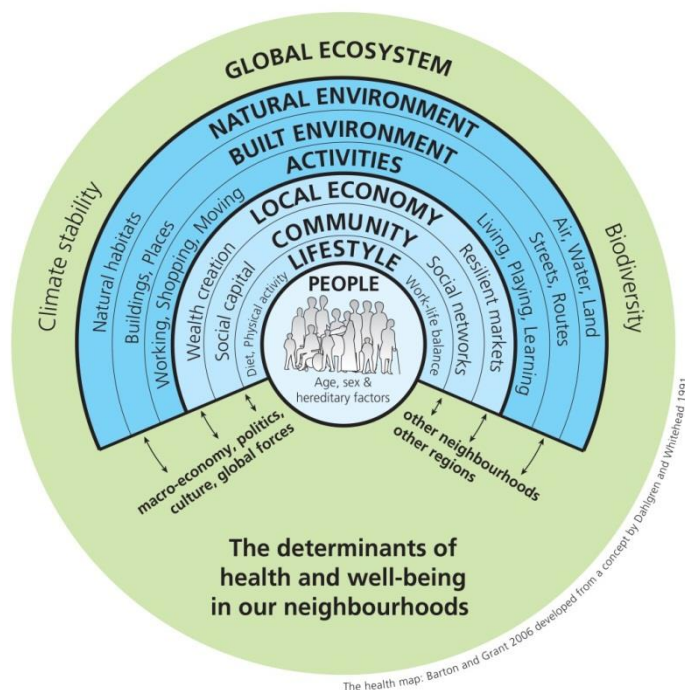 GLOBAL ECOSYSTEM
NATURAL ENVIRONMENT
BUILT ENVIRONMENT
ACTIVITIES
LOCAL ECONOMY
COMMUNITY
LIFESTYLE
PEOPLE
Climate stability
Natural habitats
Buildings, Places
Working, Shopping, Moving
Wealth creation
Social capital
Diet, Physical activity
Work-life balance
Social networks
Resilient markets
Living, Playing, Learning
Streets, Routes
Air, Water, Land
Biodiversity
Age, sex &
hereditary factors
macro-economy, politics,
culture, global forces
other neighbourhoods
other regions
The determinants of
health and well-being
in our neighbourhoods
The health map: Barton and Grant 2006 developed from a concept by Dahlgren and Whitehead 1991